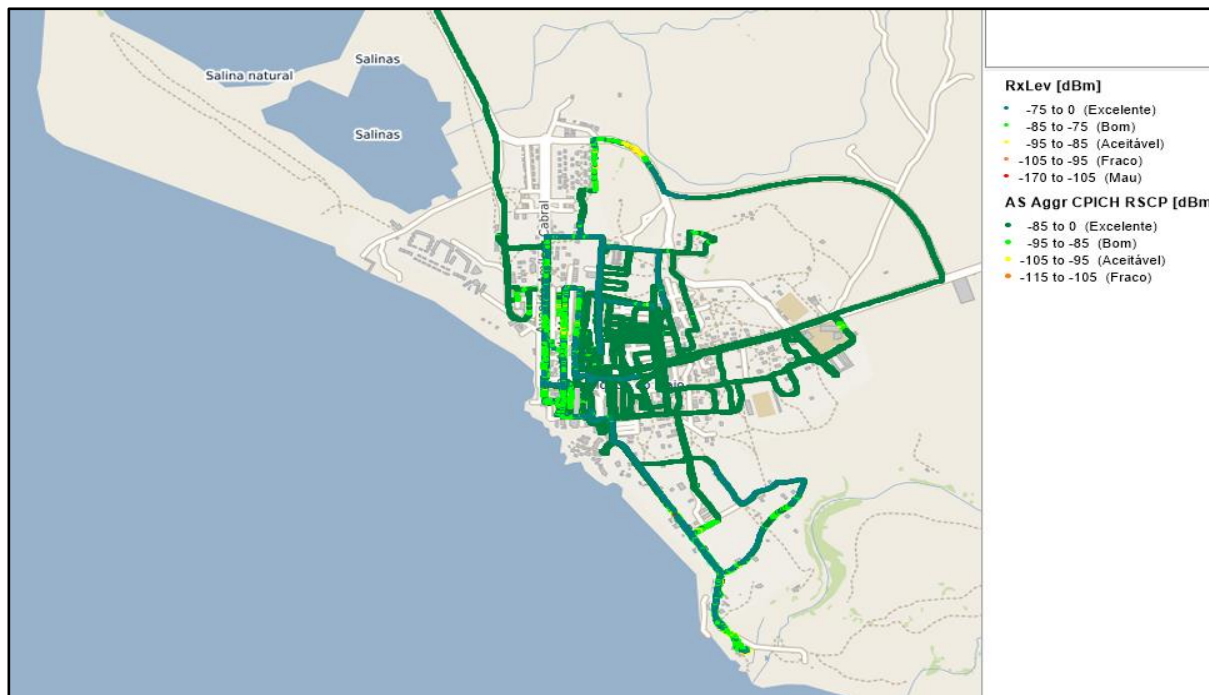 Salinas
Salina natural
Salinas
Cabral
RxLev [dBm]
-75 to 0 (Excelente)
-85 to -75 (Bom)
-95 to -85 (Aceitável)
-105 to -95 (Fraco)
-170 to -105 (Mau)
AS Aggr CPICH RSCP [dBm
-85 to 0 (Excelente)
-95 to -85 (Bom)
-105 to -95 (Aceitável)
-115 to -105 (Fraco)